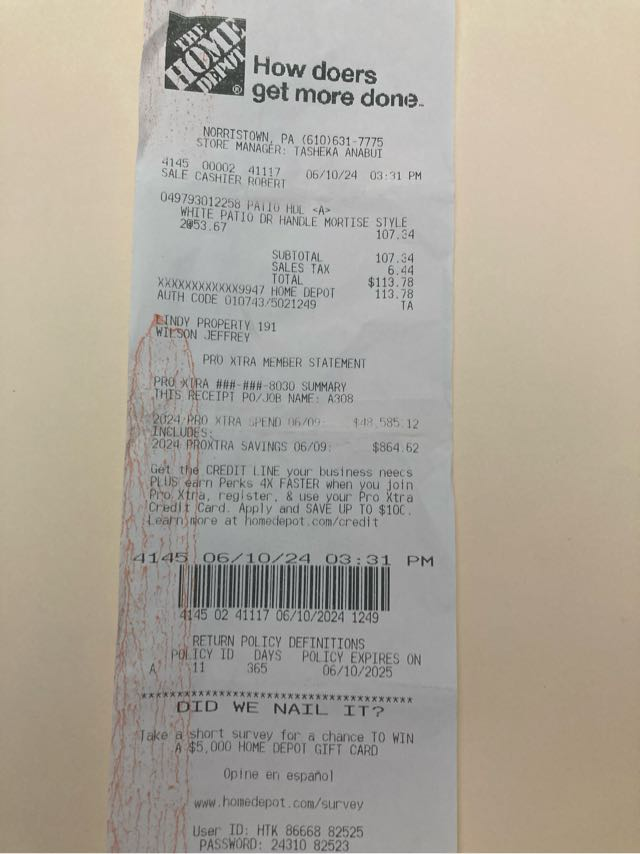 THE
HOME
DEPOT
®
How doers
get more done™
NORRISTOWN, PA (610)631-7775
STORE MANAGER: TASHEKA ANABUI
4145 00002 41117 06/10/24 03:31 PM
SALE CASHIER ROBERT
049793012258 PATIO HDL <A>
WHITE PATIO DR HANDLE MORTISE STYLE
2@53.67 107.34
SUBTOTAL 107.34
SALES TAX 6.44
TOTAL $113.78
XXXXXXXXXXXX9947 HOME DEPOT 113.78
AUTH CODE 010743/5021249 TA
LINDY PROPERTY 191
WILSON JEFFREY
PRO XTRA MEMBER STATEMENT
PRO XTRA ###-###-8030 SUMMARY
THIS RECEIPT PO/JOB NAME: A308
2024 PRO XTRA SPEND 06/09: $48,585.12
INCLUDES:
2024 PROXTRA SAVINGS 06/09: $864.62
Get the CREDIT LINE your business needs
PLUS earn Perks 4X FASTER when you join
Pro Xtra, register, & use your Pro Xtra
Credit Card. Apply and SAVE UP TO $100.
Learn more at homedepot.com/credit
4145 06/10/24 03:31 PM
4145 02 41117 06/10/2024 1249
RETURN POLICY DEFINITIONS
POLICY ID DAYS POLICY EXPIRES ON
A 11 365 06/10/2025
****************************************
DID WE NAIL IT?
Take a short survey for a chance TO WIN
A $5,000 HOME DEPOT GIFT CARD
Opine en español
www.homedepot.com/survey
User ID: HTK 86668 82525
PASSWORD: 24310 82523